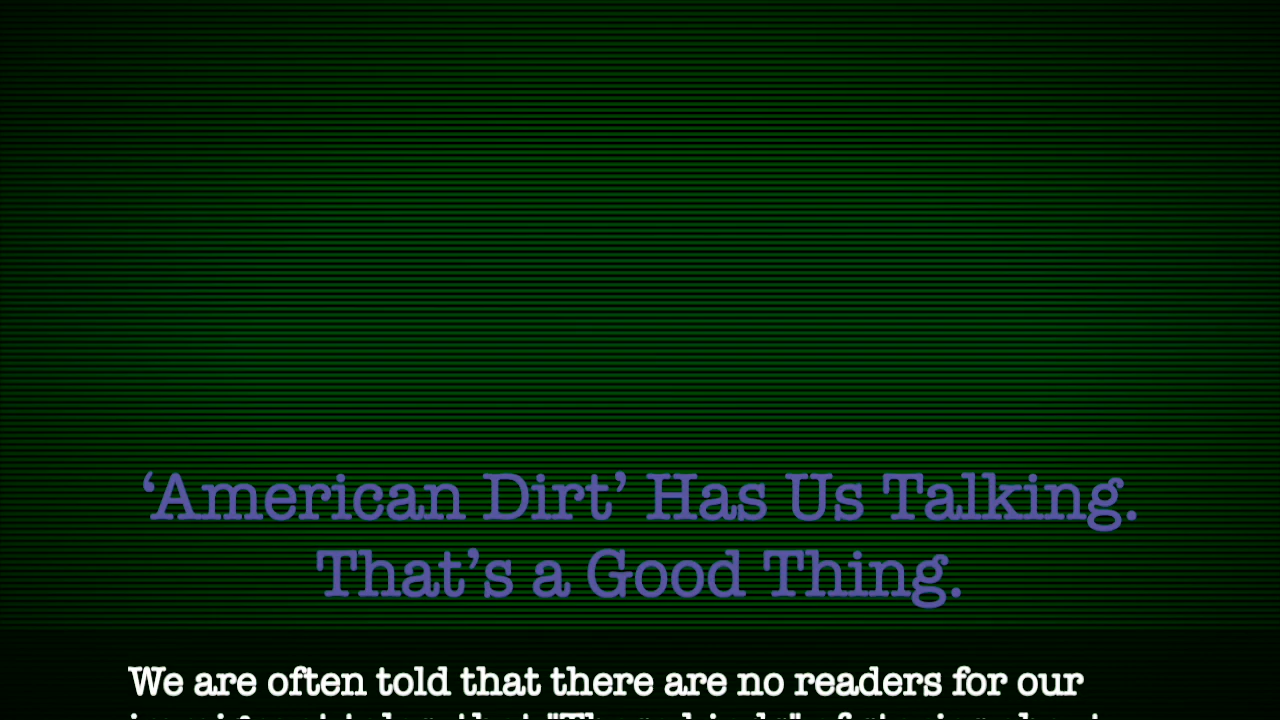 ‘American Dirt’ Has Us Talking.
That’s a Good Thing.
We are often told that there are no readers for our